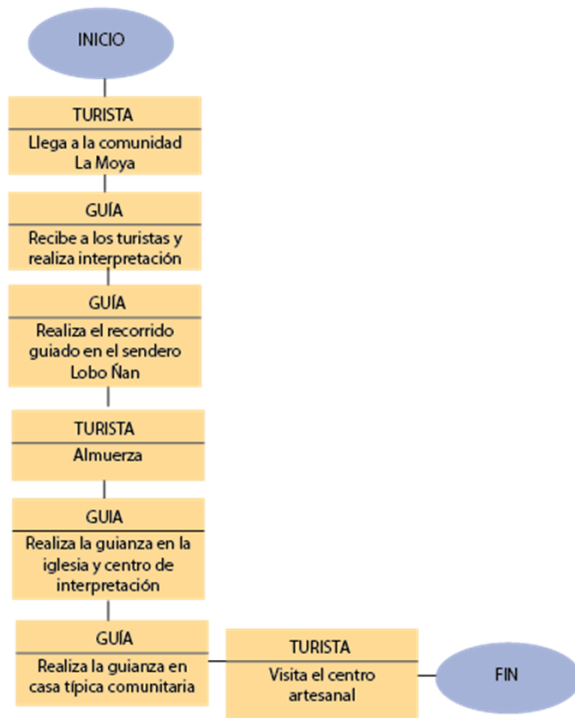 INICIO
TURISTA
Llega a la comunidad
La Moya
GUÍA
Recibe a los turistas y
realiza interpretación
GUÍA
Realiza el recorrido
guiado en el sendero
Lobo Ñan
TURISTA
Almuerza
GUIA
Realiza la guianza en la
iglesia y centro de
interpretación
GUÍA
Realiza la guianza en
casa típica comunitaria
TURISTA
Visita el centro
artesanal
FIN